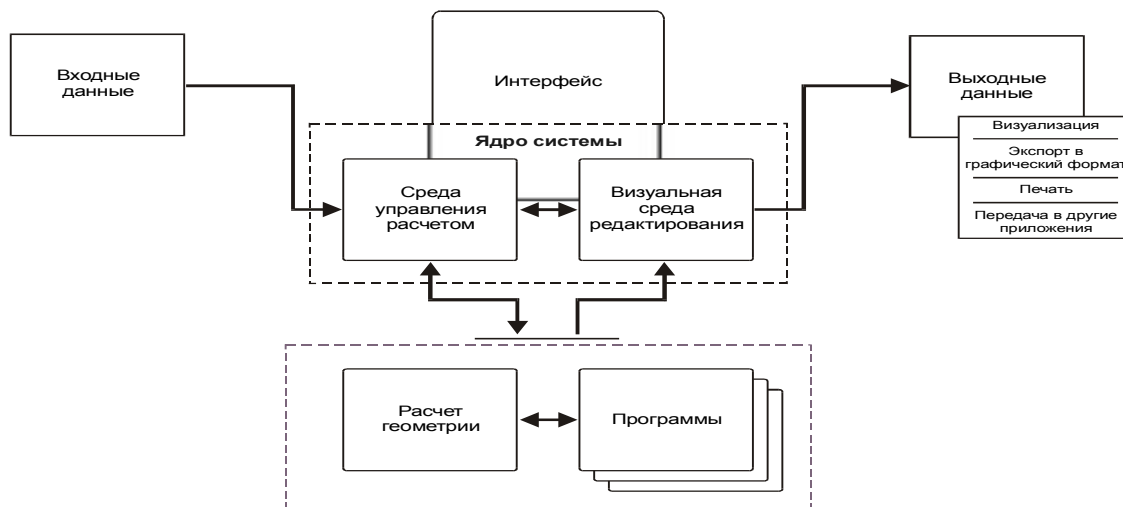 Входные
данные
Интерфейс
Выходные
данные
Визуализация
Экспорт в
графический формат
Печать
Передача в другие
приложения
Ядро системы
Среда
управления
расчетом
Визуальная
среда
редактирования
Расчет
геометрии
Программы